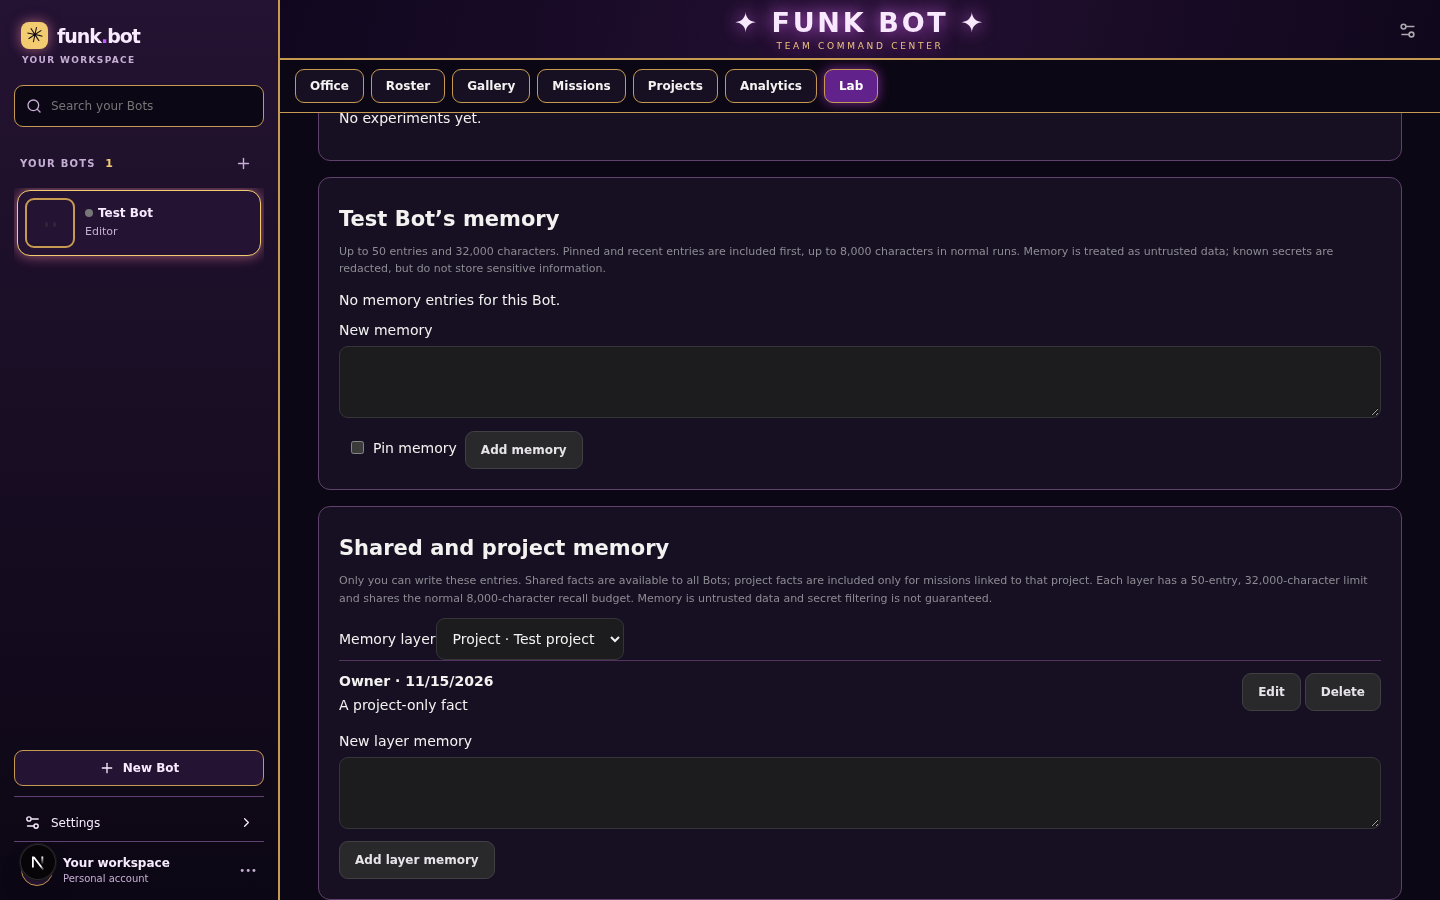 funk.bot
YOUR WORKSPACE
Search your Bots
YOUR BOTS 1
Test Bot
Editor
New Bot
Settings
N
Your workspace
Personal account
✦ FUNK BOT ✦
TEAM COMMAND CENTER
Office
Roster
Gallery
Missions
Projects
Analytics
Lab
No experiments yet.
Test Bot’s memory
Up to 50 entries and 32,000 characters. Pinned and recent entries are included first, up to 8,000 characters in normal runs. Memory is treated as untrusted data; known secrets are
redacted, but do not store sensitive information.
No memory entries for this Bot.
New memory
Pin memory
Add memory
Shared and project memory
Only you can write these entries. Shared facts are available to all Bots; project facts are included only for missions linked to that project. Each layer has a 50-entry, 32,000-character limit
and shares the normal 8,000-character recall budget. Memory is untrusted data and secret filtering is not guaranteed.
Memory layer Project · Test project
Owner · 11/15/2026
Edit
Delete
A project-only fact
New layer memory
Add layer memory